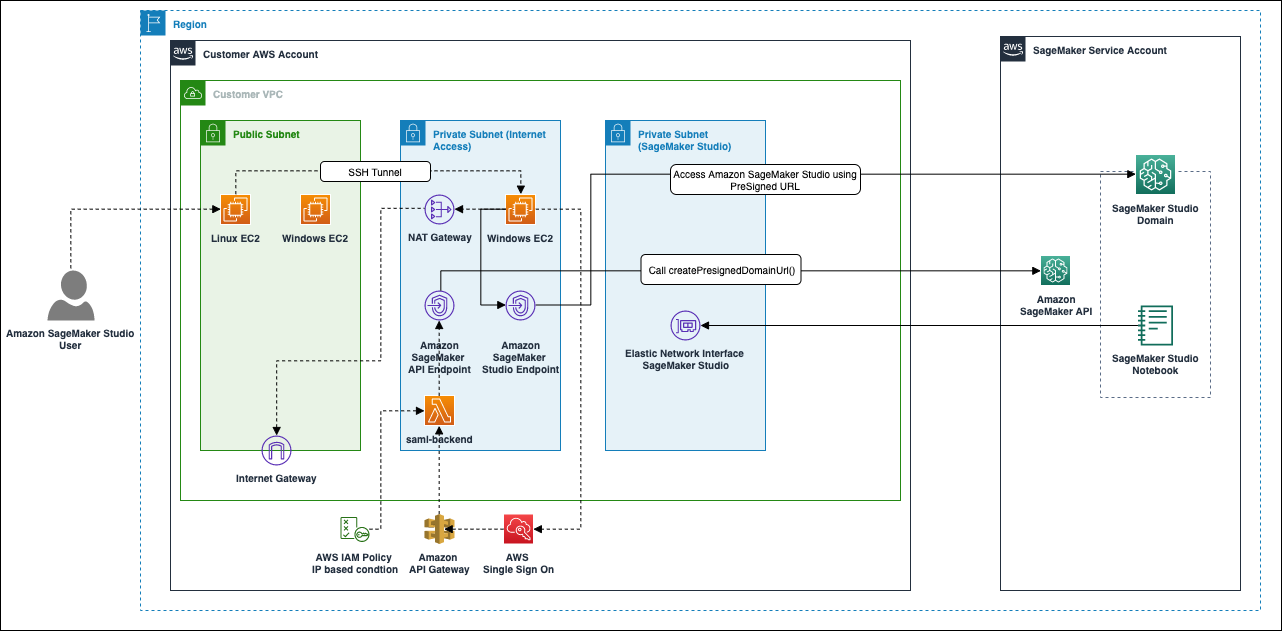 Region
aws
Customer AWS Account
aws
SageMaker Service Account
Customer VPC
Public Subnet
Private Subnet (Internet
Access)
Private Subnet
(SageMaker Studio)
SSH Tunnel
Access Amazon SageMaker Studio using
PreSigned URL
Linux EC2
Windows EC2
NAT Gateway
Windows EC2
SageMaker Studio
Domain
Call createPresignedDomainUrl()
Amazon
SageMaker API
Amazon SageMaker Studio
User
Amazon
SageMaker
API Endpoint
Amazon
SageMaker
Studio Endpoint
Elastic Network Interface
SageMaker Studio
SageMaker Studio
Notebook
saml-backend
Internet Gateway
AWS IAM Policy
IP based condtion
Amazon
API Gateway
AWS
Single Sign On